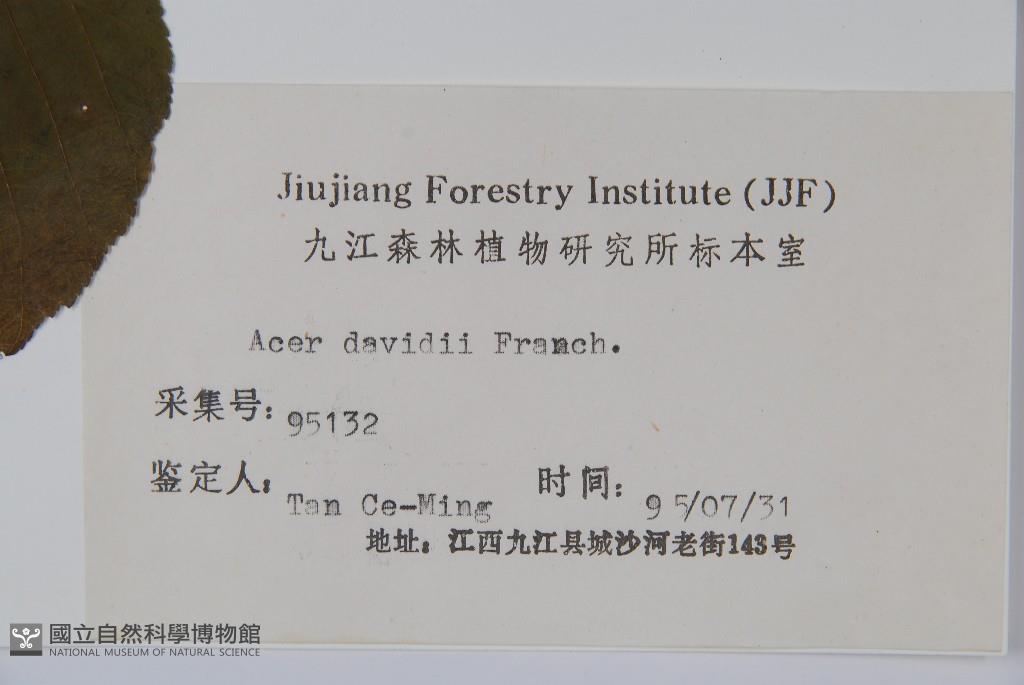 Jiujiang Forestry Institute (JJF)
九江森林植物研究所标本室
Acer davidii Franch.
采集号: 95132
鉴定人: Tan Ce-Ming 时间: 95/07/31
地址: 江西九江县城沙河老街143号
國立自然科學博物館
NATIONAL MUSEUM OF NATURAL SCIENCE